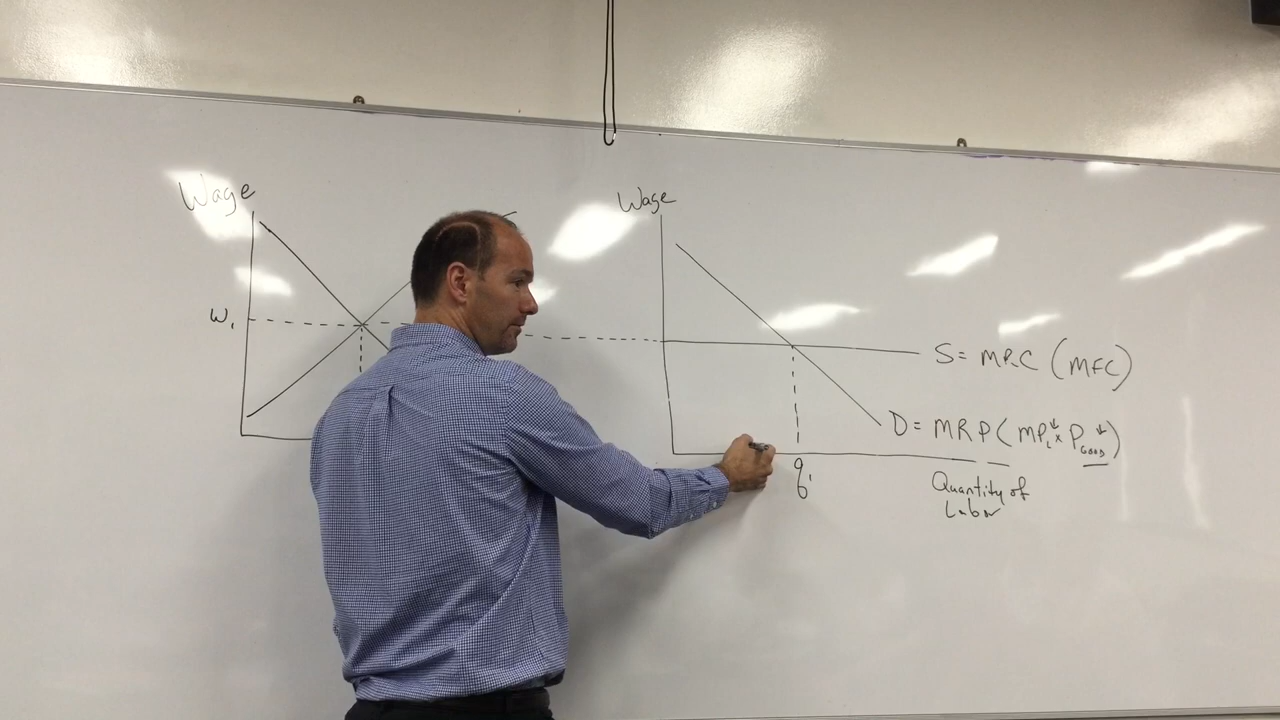 Wage
W₁
Wage
S = MRC (MFC)
D = MRP (MP_L↓ x P_Good↓)
q₁
Quantity of
Labor